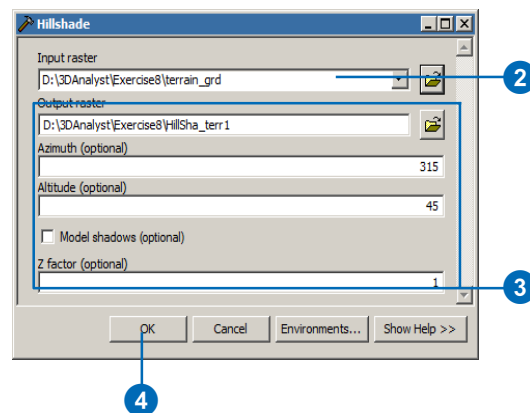 Hillshade
Input raster
D:\3DAnalyst\Exercise8\terrain_grd
2
Output raster
D:\3DAnalyst\Exercise8\HillSha_terr1
Azimuth (optional)
315
Altitude (optional)
45
Model shadows (optional)
Z factor (optional)
1
3
OK Cancel Environments... Show Help >>
4